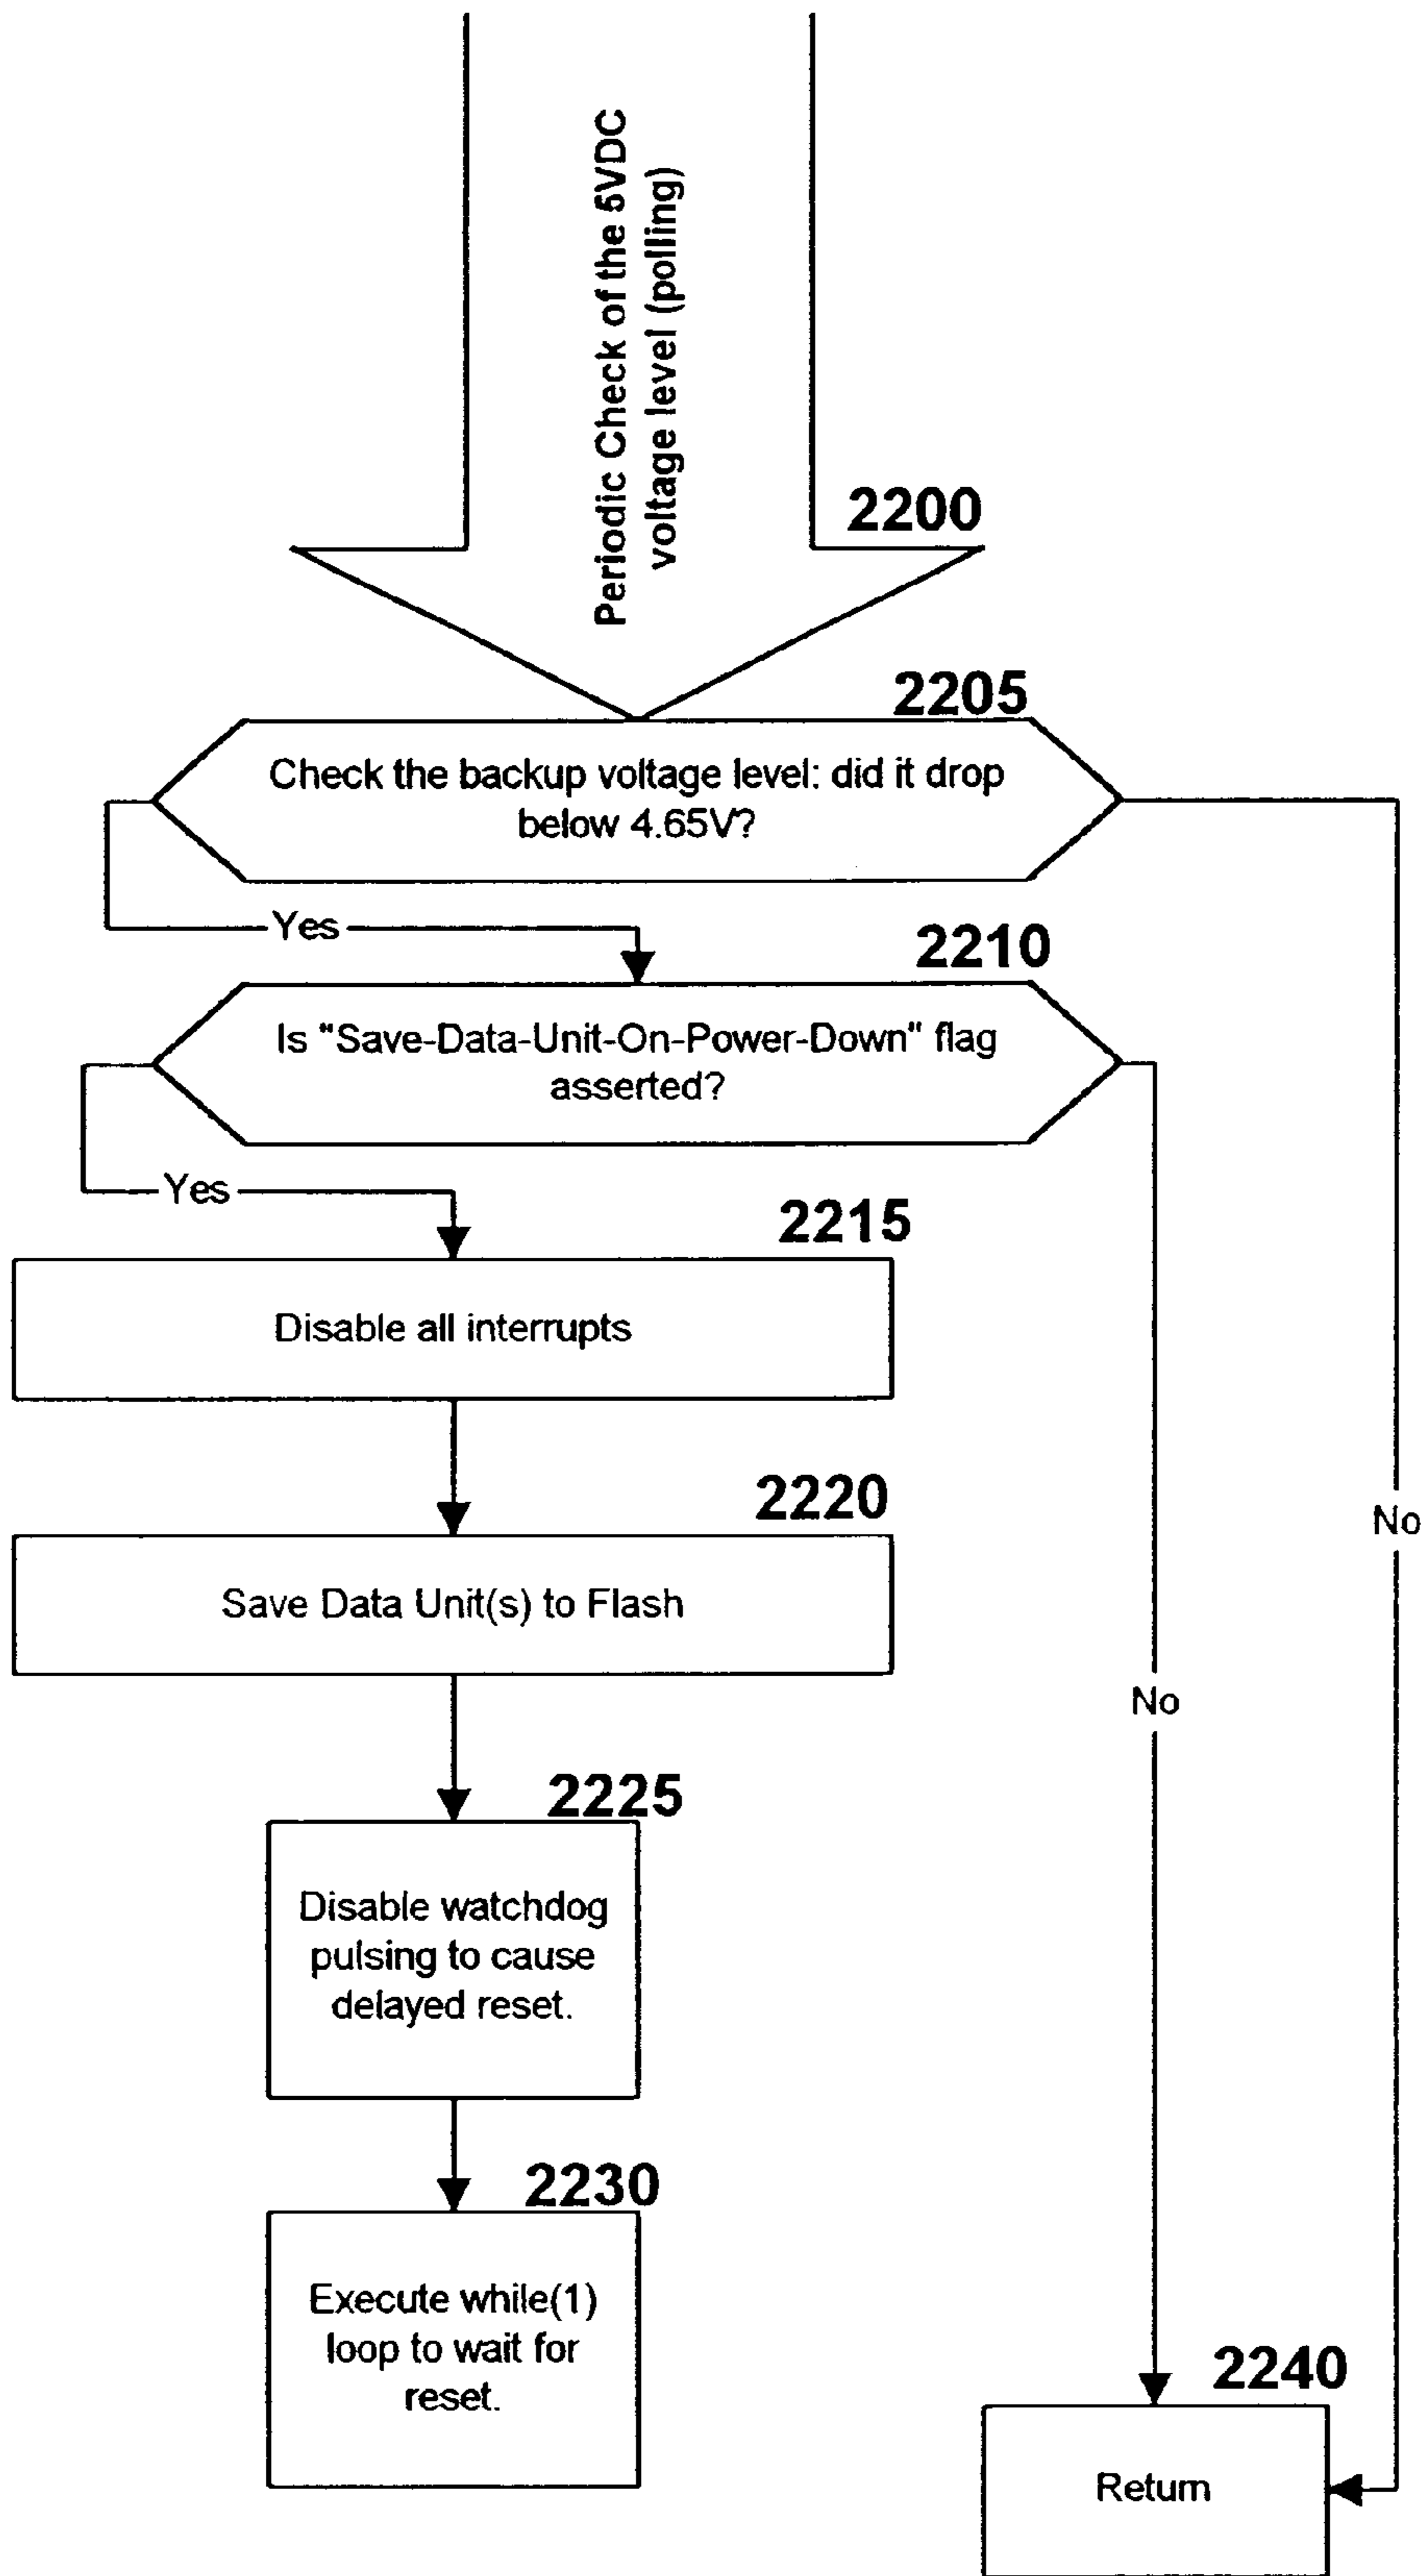 Periodic Check of the 5VDC
voltage level (polling)
2200
2205
Check the backup voltage level: did it drop
below 4.65V?
Yes
2210
Is "Save-Data-Unit-On-Power-Down" flag
asserted?
Yes
2215
Disable all interrupts
2220
Save Data Unit(s) to Flash
No
No
2225
Disable watchdog
pulsing to cause
delayed reset.
2230
Execute while(1)
loop to wait for
reset.
2240
Return